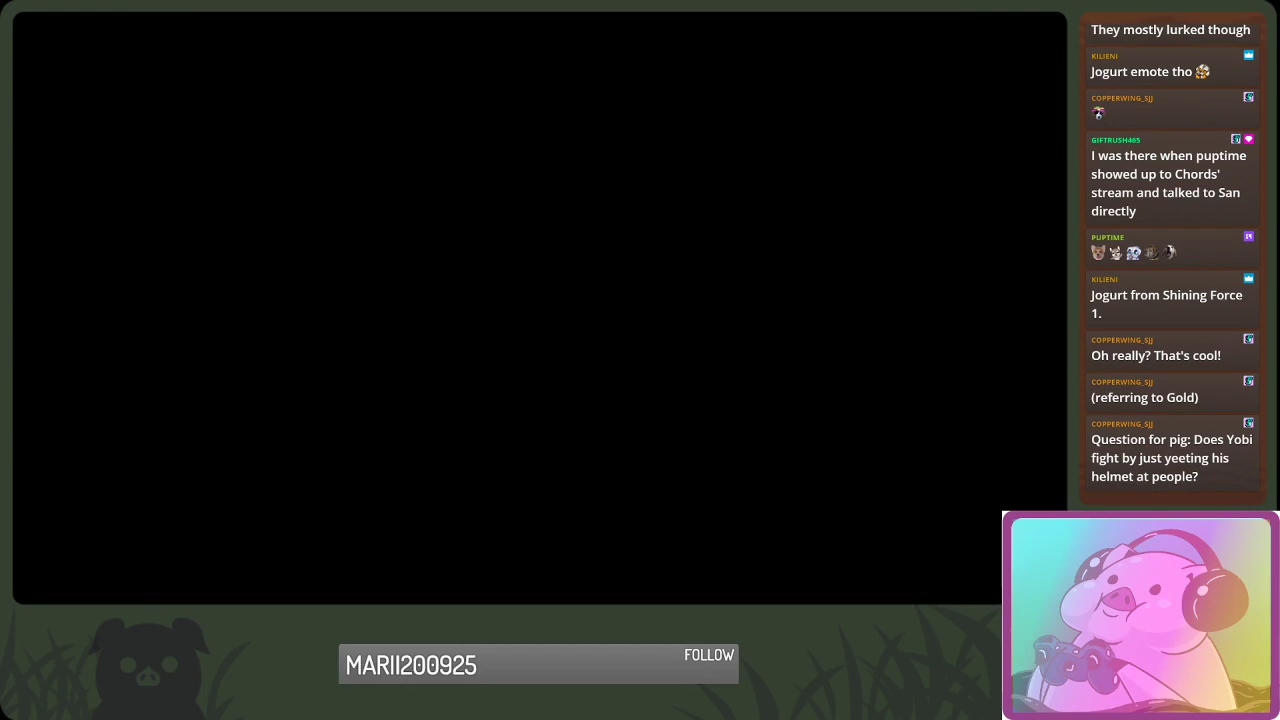 They mostly lurked though
KILIENI
Jogurt emote tho
COPPERWING_SJJ
GIFTRUSH465
I was there when puptime
showed up to Chords'
stream and talked to San
directly
PUPTIME
KILIENI
Jogurt from Shining Force
1.
COPPERWING_SJJ
Oh really? That's cool!
COPPERWING_SJJ
(referring to Gold)
COPPERWING_SJJ
Question for pig: Does Yobi
fight by just yeeting his
helmet at people?
MARII200925
FOLLOW